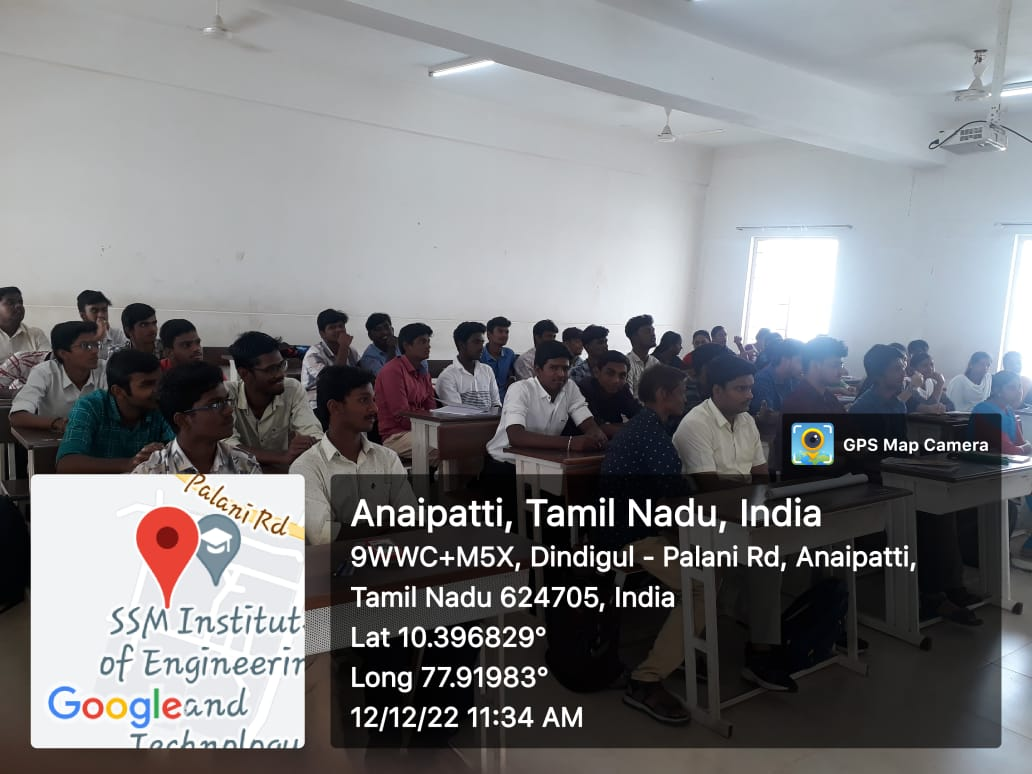 GPS Map Camera
Palani Rd
SSM Institut
of Engineerin
and
Technology
Google
Anaipatti, Tamil Nadu, India
9WWC+M5X, Dindigul - Palani Rd, Anaipatti,
Tamil Nadu 624705, India
Lat 10.396829°
Long 77.91983°
12/12/22 11:34 AM